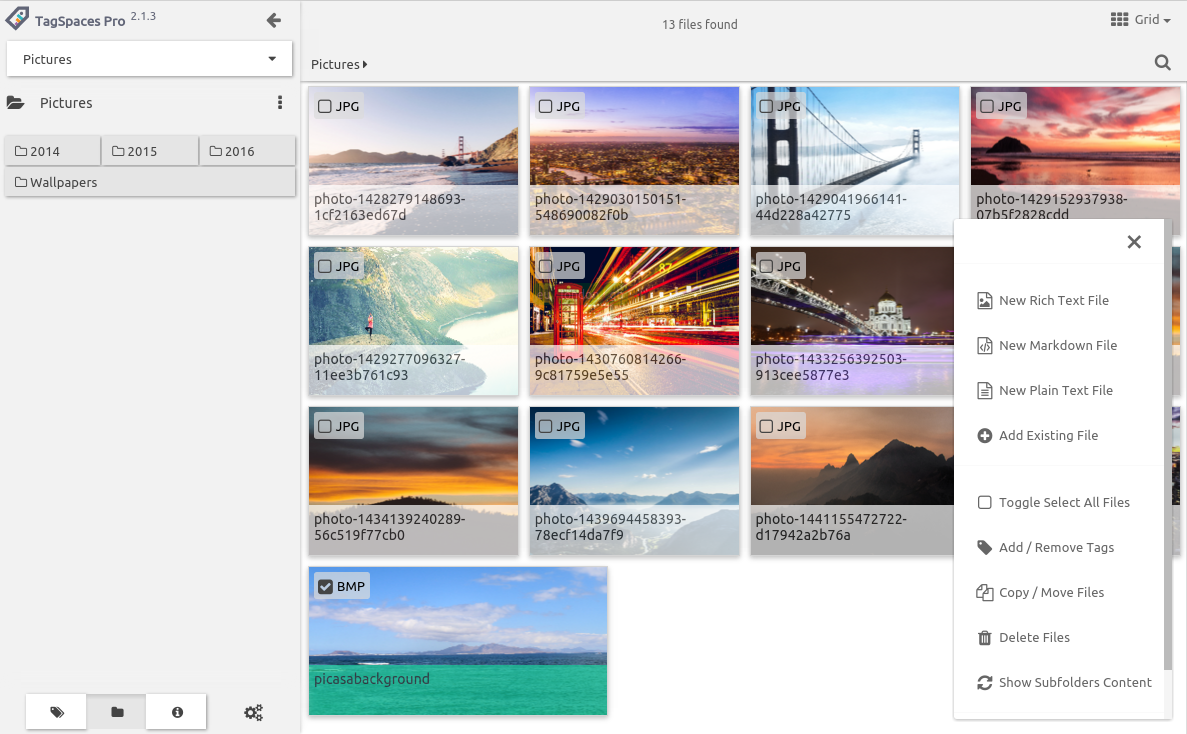 TagSpaces Pro 2.1.3
13 files found
Grid
Pictures
Pictures
Pictures
2014
2015
2016
Wallpapers
JPG
photo-1428279148693-
1cf2163ed67d
JPG
photo-1429030150151-
548690082f0b
JPG
photo-1429041966141-
44d228a42775
JPG
photo-1429152937938-
07b5f2828cdd
JPG
photo-1429277096327-
11ee3b761c93
JPG
87
photo-1430760814266-
9c81759e5e55
JPG
photo-1433256392503-
913cee5877e3
JPG
photo-1434139240289-
56c519f77cb0
JPG
photo-1439694458393-
78ecf14da7f9
JPG
photo-1441155472722-
d17942a2b76a
BMP
picasabackground
New Rich Text File
New Markdown File
New Plain Text File
Add Existing File
Toggle Select All Files
Add / Remove Tags
Copy / Move Files
Delete Files
Show Subfolders Content